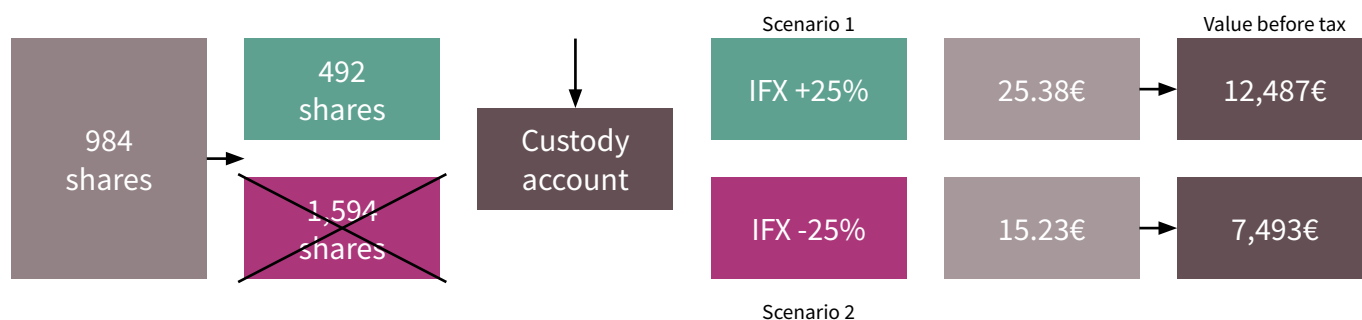 Scenario 1
Value before tax
984
shares
492
shares
1,594
shares
Custody
account
IFX +25%
25.38€
12,487€
IFX -25%
15.23€
7,493€
Scenario 2